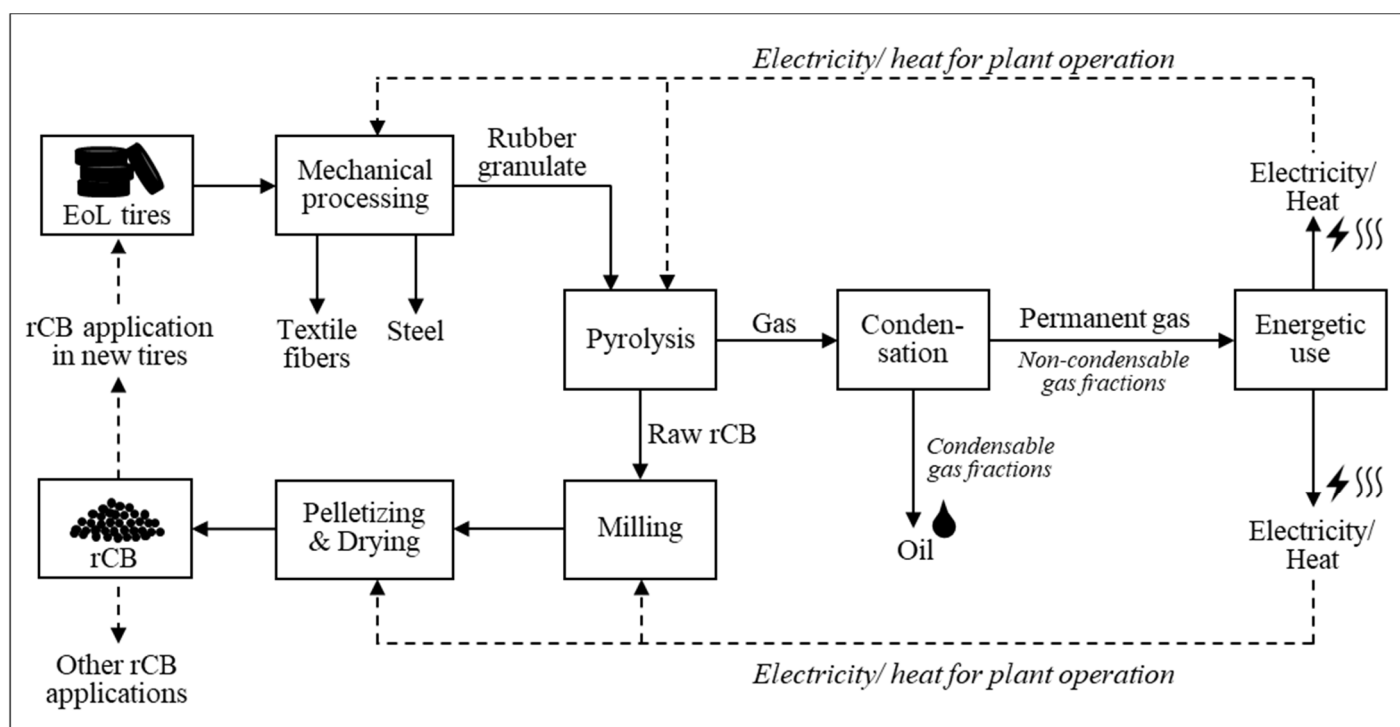 Electricity/ heat for plant operation
EoL tires
Mechanical
processing
Rubber
granulate
Electricity/
Heat
Textile
fibers
Steel
rCB application
in new tires
Pyrolysis
Gas
Conden-
sation
Permanent gas
Non-condensable
gas fractions
Energetic
use
Raw rCB
Condensable
gas fractions
rCB
Pelletizing
& Drying
Milling
Oil
Electricity/
Heat
Other rCB
applications
Electricity/ heat for plant operation